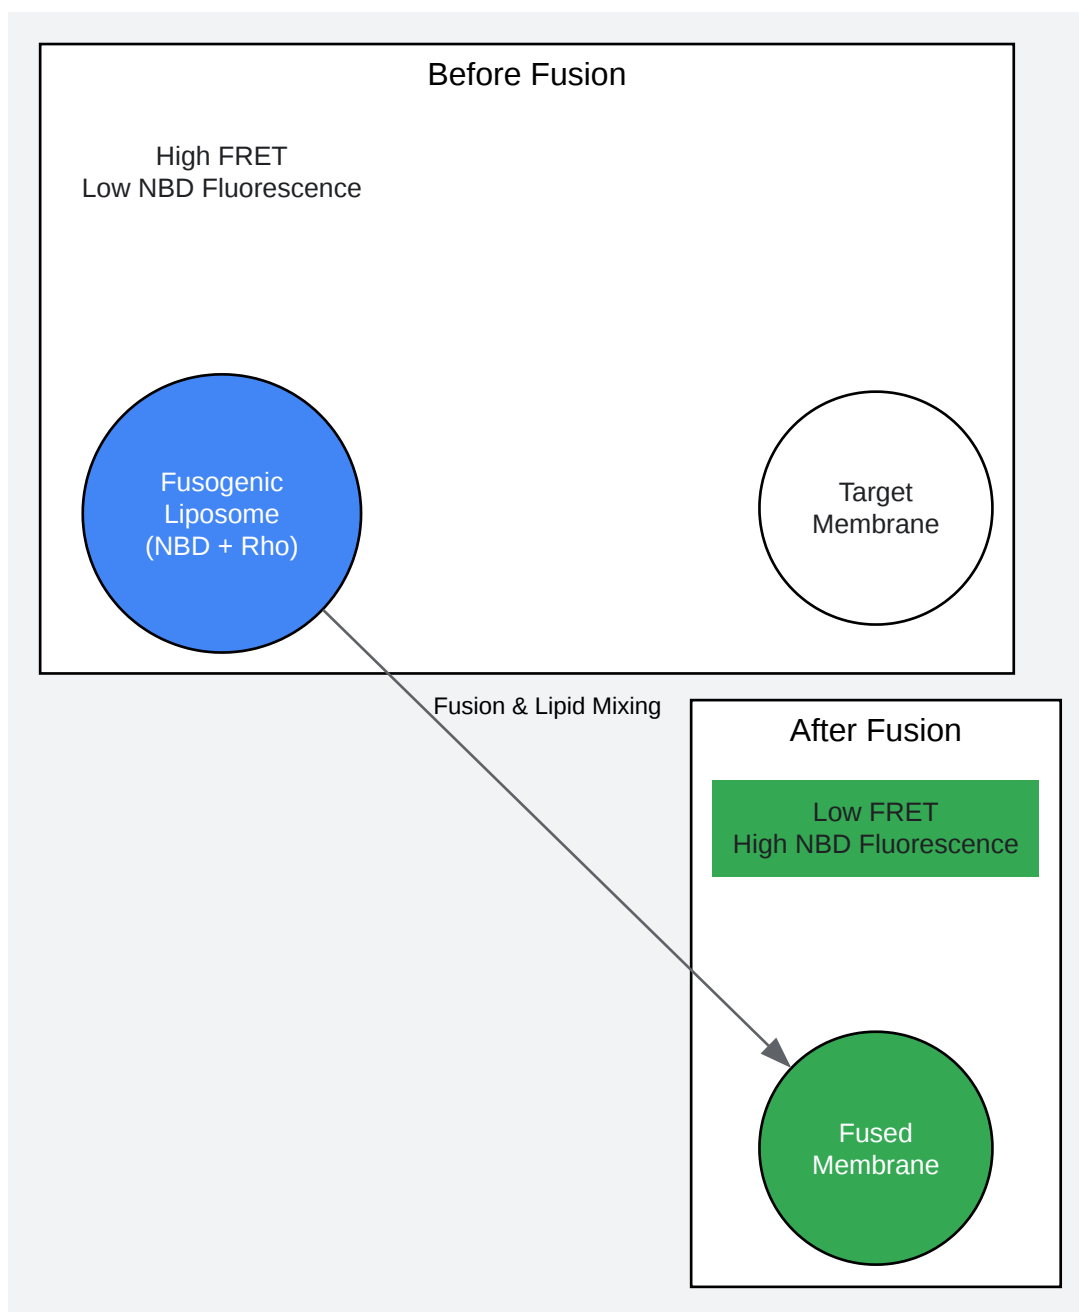 Before Fusion
High FRET
Low NBD Fluorescence
Fusogenic
Liposome
(NBD + Rho)
Target
Membrane
Fusion & Lipid Mixing
After Fusion
Low FRET
High NBD Fluorescence
Fused
Membrane